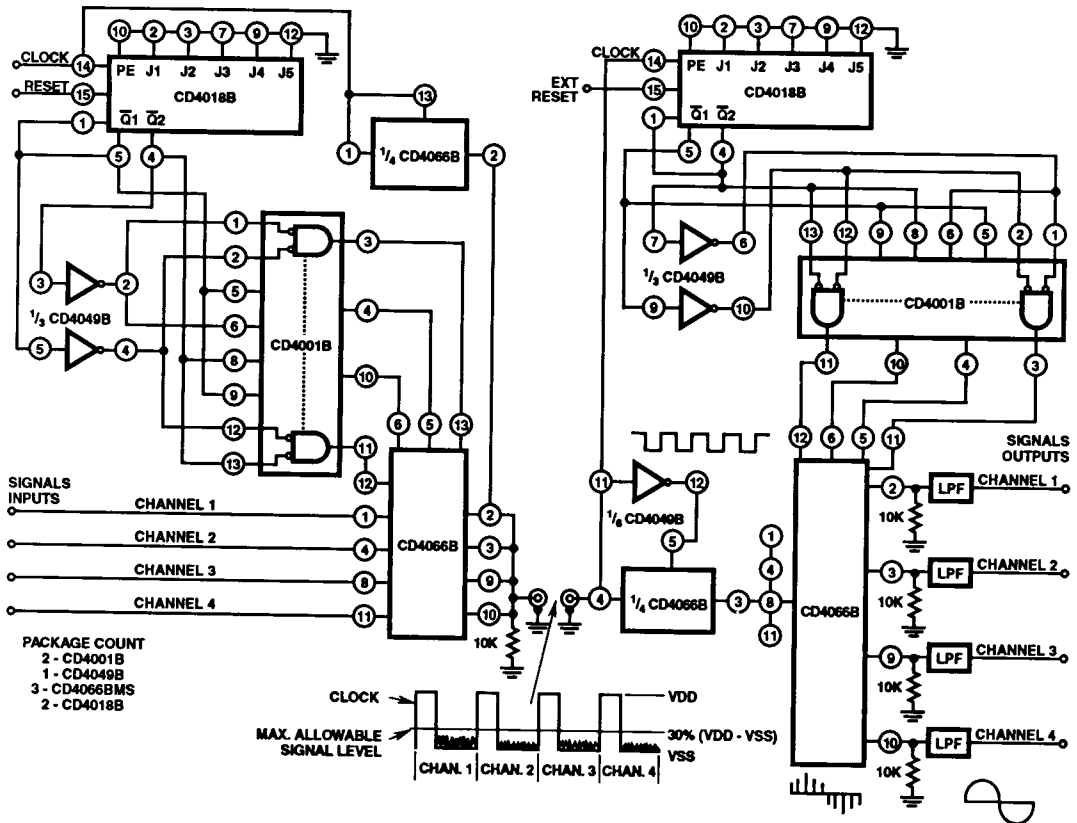 10 2 3 7 9 12
CLOCK 14 PE J1 J2 J3 J4 J5
RESET 15 CD4018B
1 Q̅1 Q̅2
5 4
13
1 1/4 CD4066B 2
1
2
3
5
4
6
CD4001B
8
10
9
12
11
13
3 2
1/3 CD4049B
5 4
6 5 13
12
SIGNALS
INPUTS
CHANNEL 1 1 2
CHANNEL 2 4 3
CD4066B
CHANNEL 3 8 9
CHANNEL 4 11 10
10K
PACKAGE COUNT
2 - CD4001B
1 - CD4049B
3 - CD4066BMS
2 - CD4018B
CLOCK VDD
MAX. ALLOWABLE
SIGNAL LEVEL
30% (VDD - VSS)
VSS
CHAN. 1 CHAN. 2 CHAN. 3 CHAN. 4
10 2 3 7 9 12
CLOCK 14 PE J1 J2 J3 J4 J5
EXT
RESET
15 CD4018B
1 Q̅1 Q̅2
5 4
7 6
1/3 CD4049B
9 10
13 12 9 8 6 5 2 1
CD4001B
11 10 4 3
12 6 5 11
11 12
1/6 CD4049B
5
4 1/4 CD4066B 3
1
4
8
11
CD4066B
SIGNALS
OUTPUTS
2 LPF CHANNEL 1
10K
3 LPF CHANNEL 2
10K
9 LPF CHANNEL 3
10K
10 LPF CHANNEL 4
10K